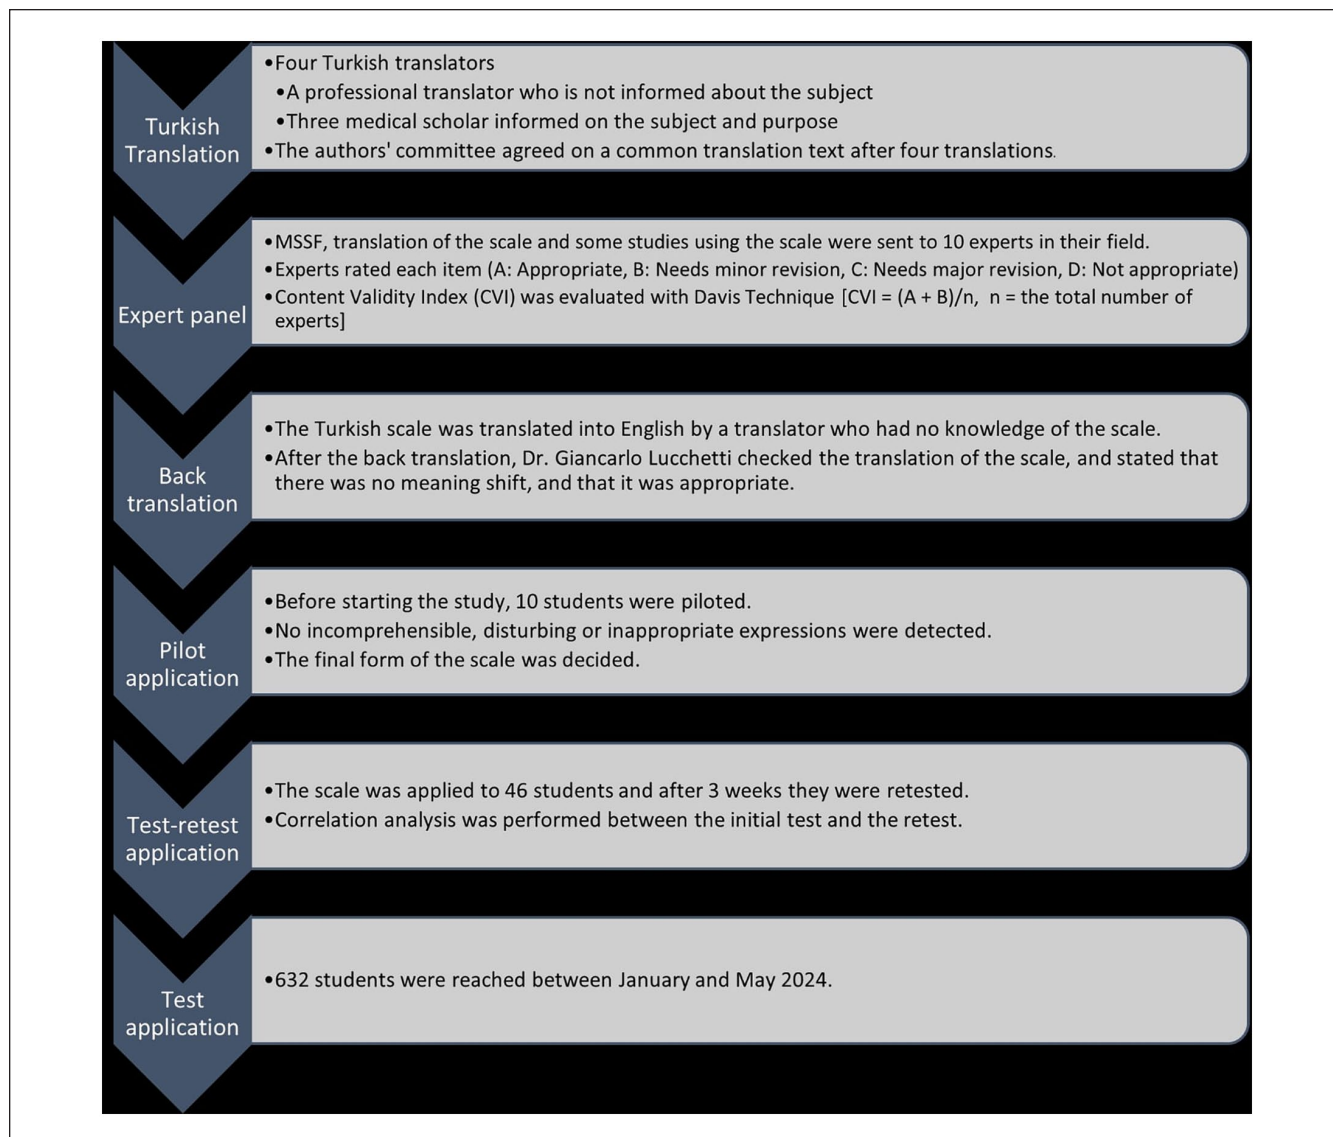 Turkish
Translation
•Four Turkish translators
•A professional translator who is not informed about the subject
•Three medical scholar informed on the subject and purpose
•The authors' committee agreed on a common translation text after four translations.
Expert panel
•MSSF, translation of the scale and some studies using the scale were sent to 10 experts in their field.
•Experts rated each item (A: Appropriate, B: Needs minor revision, C: Needs major revision, D: Not appropriate)
•Content Validity Index (CVI) was evaluated with Davis Technique [CVI = (A + B)/n,  n = the total number of
experts]
Back
translation
•The Turkish scale was translated into English by a translator who had no knowledge of the scale.
•After the back translation, Dr. Giancarlo Lucchetti checked the translation of the scale, and stated that
there was no meaning shift, and that it was appropriate.
Pilot
application
•Before starting the study, 10 students were piloted.
•No incomprehensible, disturbing or inappropriate expressions were detected.
•The final form of the scale was decided.
Test-retest
application
•The scale was applied to 46 students and after 3 weeks they were retested.
•Correlation analysis was performed between the initial test and the retest.
Test
application
•632 students were reached between January and May 2024.